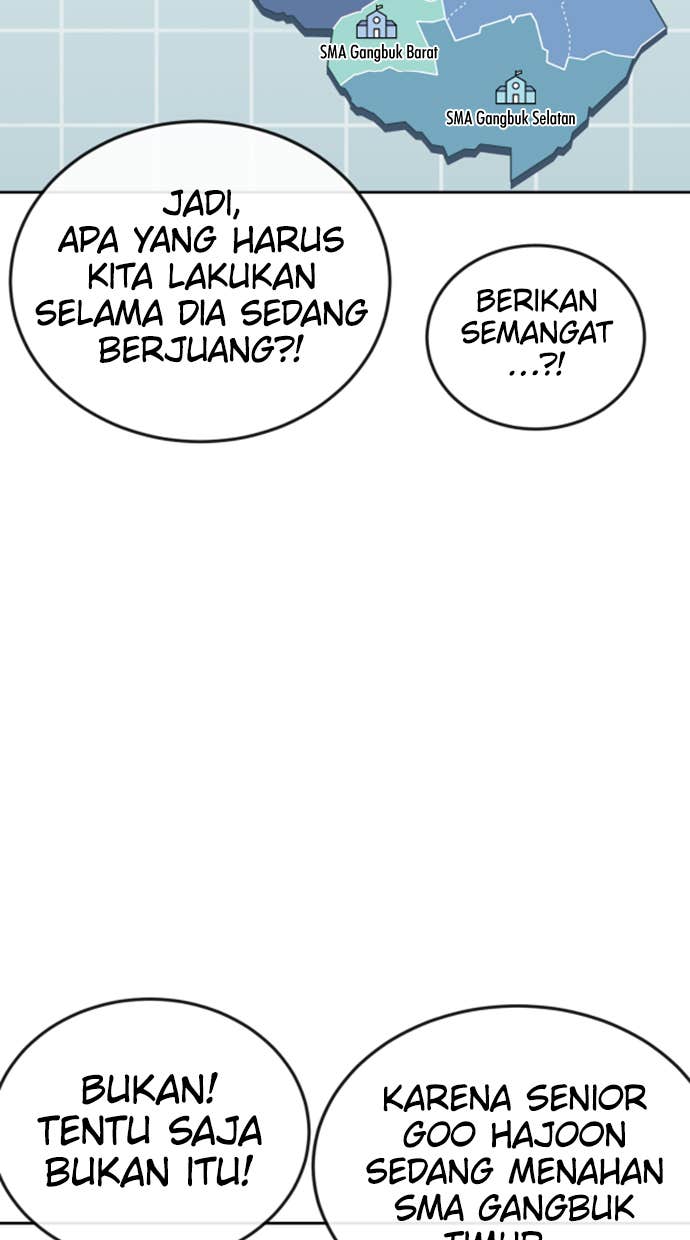 SMA Gangbuk Barat
SMA Gangbuk Selatan
JADI,
APA YANG HARUS
KITA LAKUKAN
SELAMA DIA SEDANG
BERJUANG?!
BERIKAN
SEMANGAT
...?!
BUKAN!
TENTU SAJA
BUKAN ITU!
KARENA SENIOR
GOO HAJOON
SEDANG MENAHAN
SMA GANGBUK
TIMUR